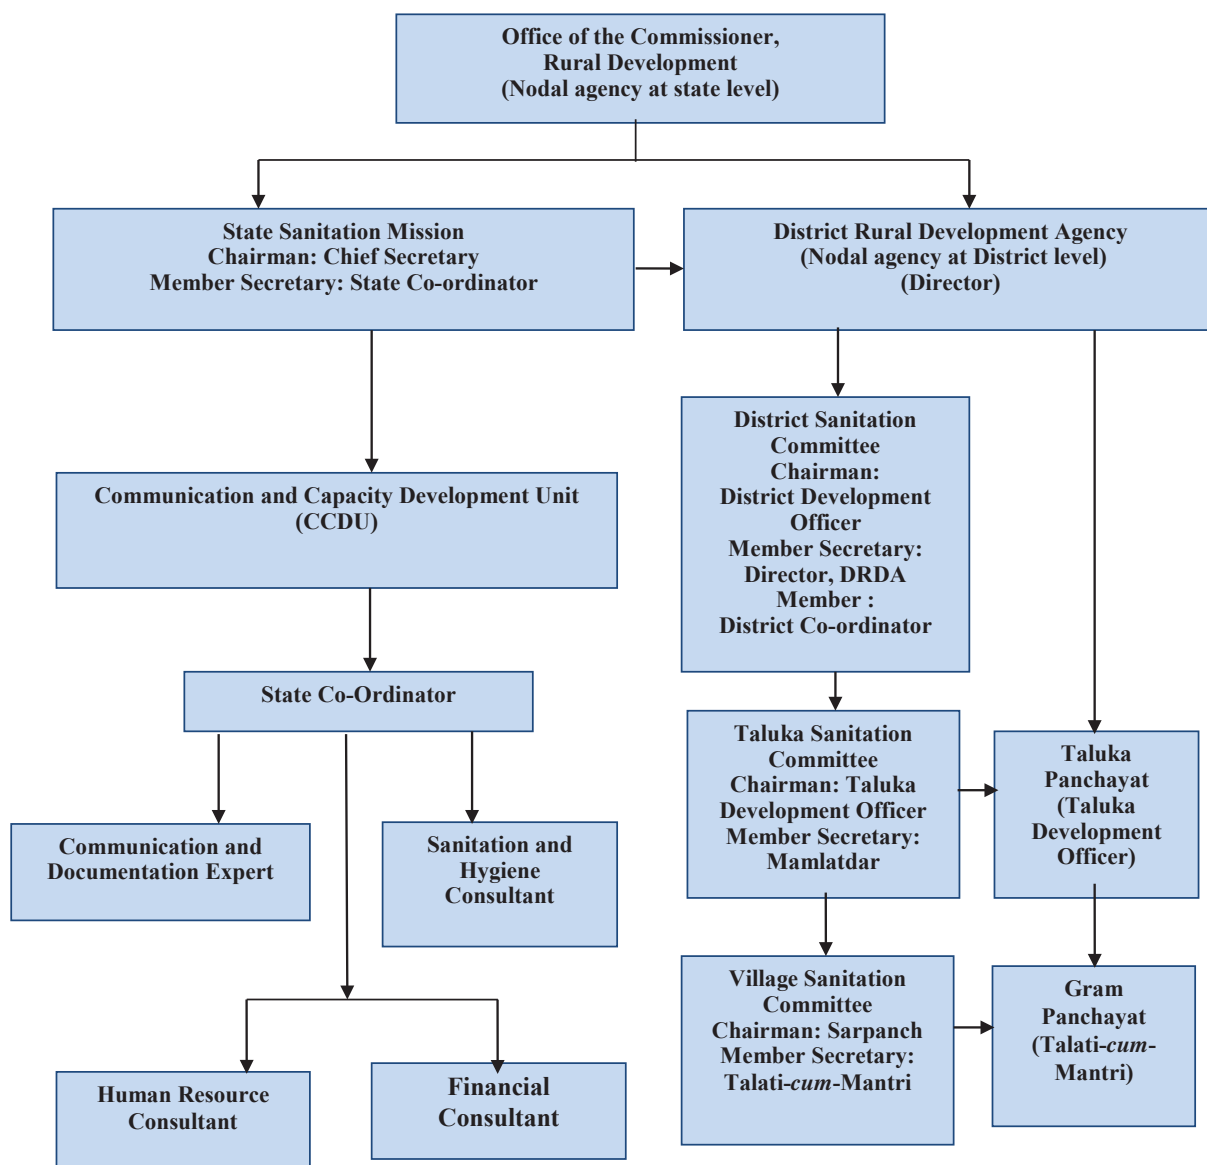 Office of the Commissioner,
Rural Development
(Nodal agency at state level)
State Sanitation Mission
Chairman: Chief Secretary
Member Secretary: State Co-ordinator
District Rural Development Agency
(Nodal agency at District level)
(Director)
District Sanitation
Committee
Chairman:
District Development
Officer
Member Secretary:
Director, DRDA
Member :
District Co-ordinator
Communication and Capacity Development Unit
(CCDU)
State Co-Ordinator
Taluka Sanitation
Committee
Chairman: Taluka
Development Officer
Member Secretary:
Mamlatdar
Taluka
Panchayat
(Taluka
Development
Officer)
Communication and
Documentation Expert
Sanitation and
Hygiene
Consultant
Village Sanitation
Committee
Chairman: Sarpanch
Member Secretary:
Talati-cum-Mantri
Gram
Panchayat
(Talati-cum-
Mantri)
Human Resource
Consultant
Financial
Consultant